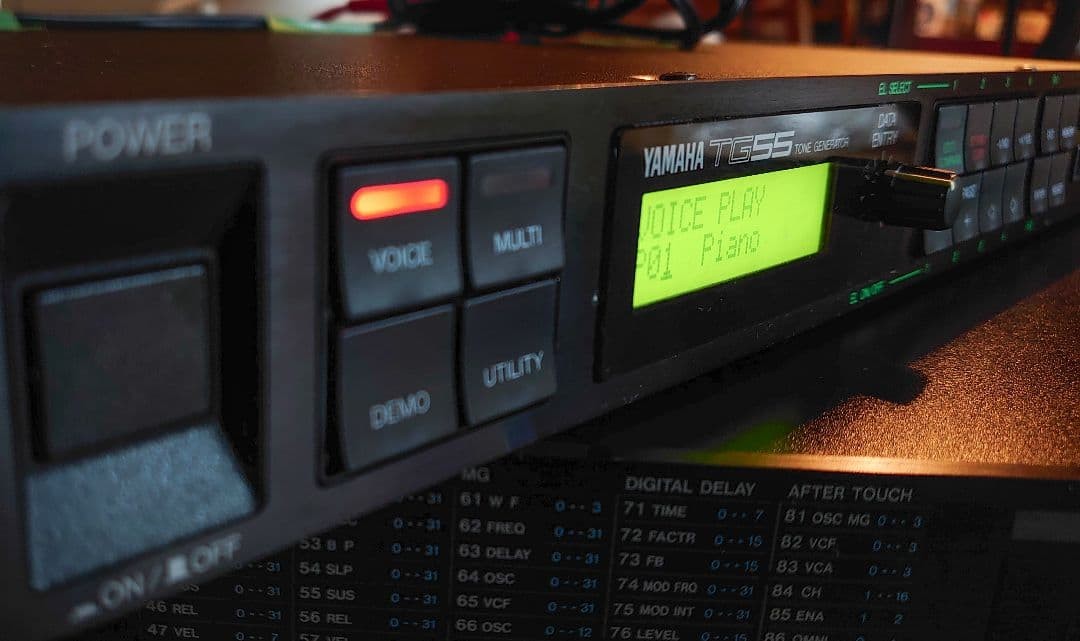 POWER
VOICE
MULTI
DEMO
UTILITY
ON/OFF
YAMAHA TG55 TONE GENERATOR
DATA
ENTRY
VOICE PLAY
P01 Piano
EL SELECT
EL ON/OFF
46 REL 0--31
47 VEL 0--7
53 B P 0--31
54 SLP 0--31
55 SUS 0--31
56 REL 0--31
57 VEL
MG
61 W F 0--3
62 FREQ 0--31
63 DELAY 0--31
64 OSC 0--31
65 VCF 0--31
66 OSC 0--12
DIGITAL DELAY
71 TIME 0--7
72 FACTR 0--15
73 FB 0--15
74 MOD FRQ 0--31
75 MOD INT 0--31
76 LEVEL 0--15
AFTER TOUCH
81 OSC MG 0--3
82 VCF 0--3
83 VCA 0--3
84 CH 1--16
85 ENA 1 2
86 OMNI 1 2